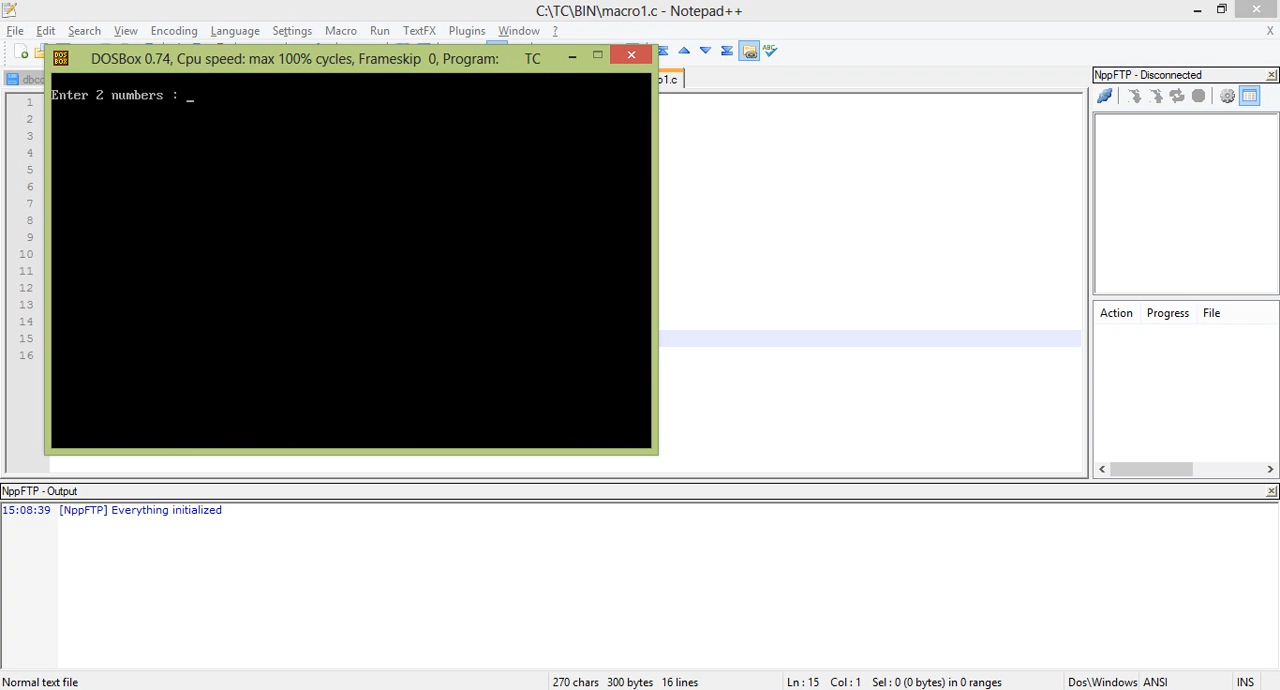 C:\TC\BIN\macro1.c - Notepad++
File Edit Search View Encoding Language Settings Macro Run TextFX Plugins Window ?
X
DOSBox 0.74, Cpu speed: max 100% cycles, Frameskip 0, Program: TC
o1.c
NppFTP - Disconnected
Enter 2 numbers : _
1
2
3
4
5
6
7
8
9
10
11
12
13
14
15
16
Action Progress File
NppFTP - Output
15:08:39 [NppFTP] Everything initialized
Normal text file 270 chars 300 bytes 16 lines Ln : 15 Col : 1 Sel : 0 (0 bytes) in 0 ranges Dos\Windows ANSI INS